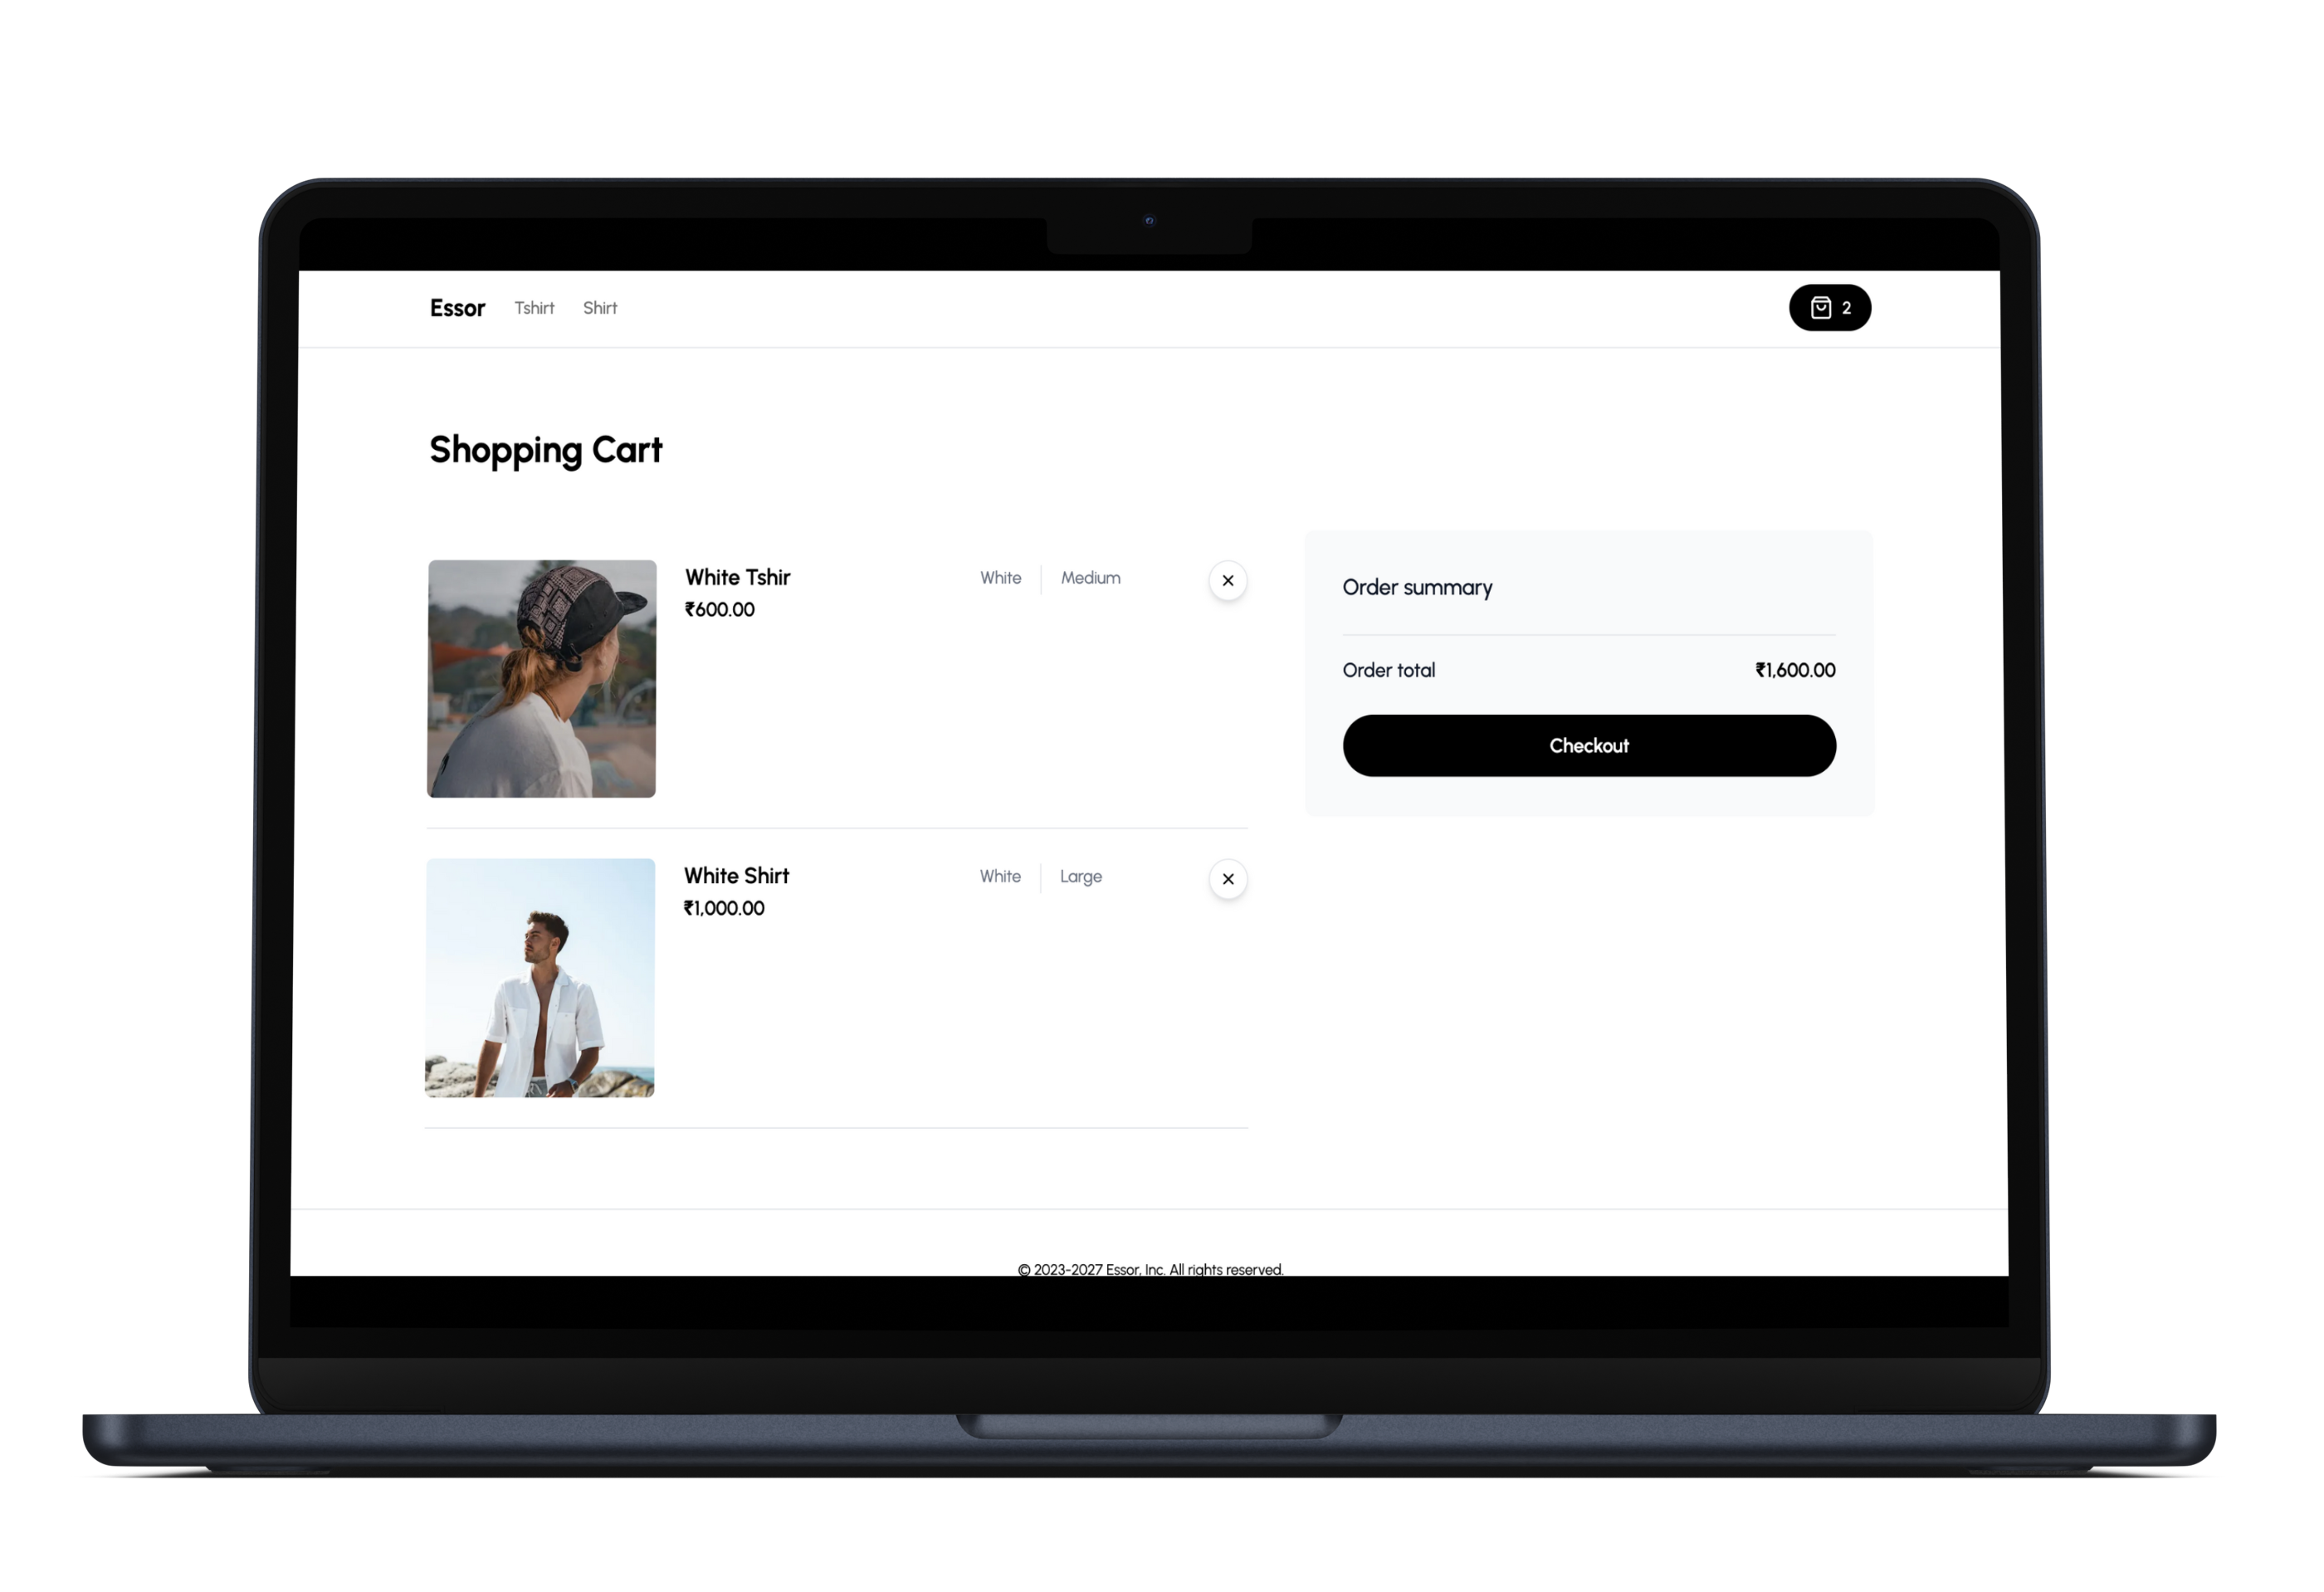 Essor Tshirt Shirt 2
Shopping Cart
White Tshir White Medium
₹600.00
White Shirt White Large
₹1,000.00
Order summary
Order total ₹1,600.00
Checkout
© 2023-2027 Essor, Inc. All rights reserved.